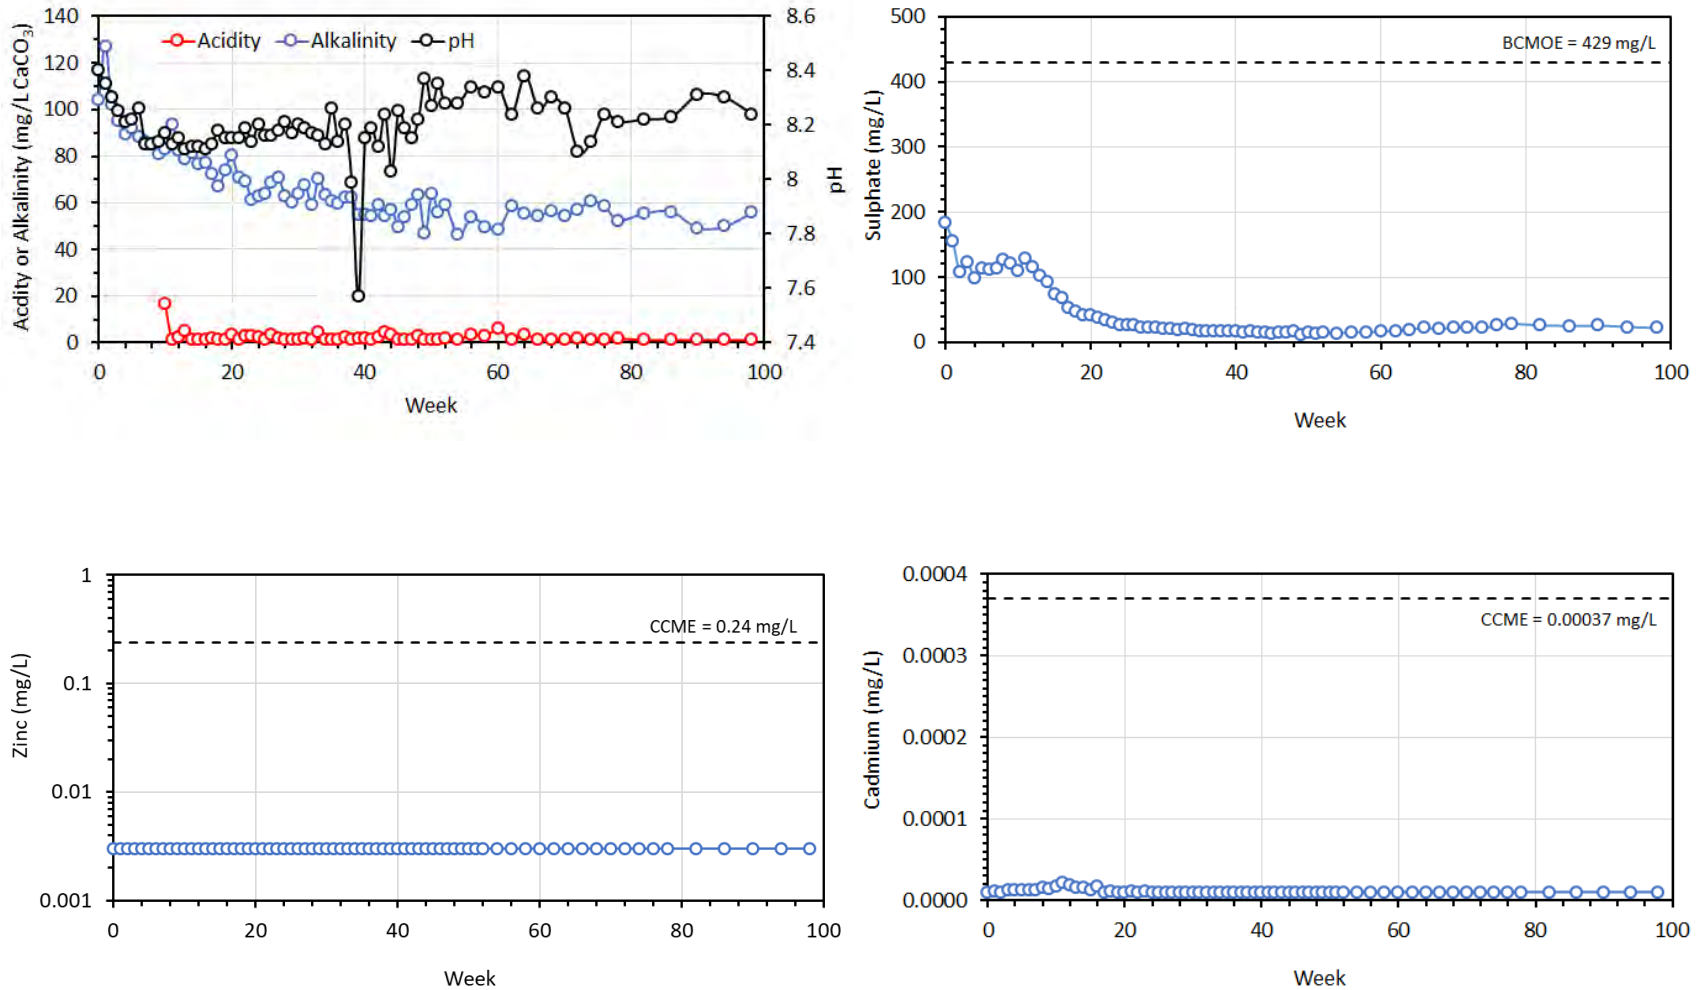 Acidity Alkalinity pH
Acdity or Alkalinity (mg/L CaCO3)
140
120
100
80
60
40
20
0
8.6
8.4
8.2
8
7.8
7.6
7.4
pH
0 20 40 60 80 100
Week
Sulphate (mg/L)
500
400
300
200
100
0
BCMOE = 429 mg/L
0 20 40 60 80 100
Week
Zinc (mg/L)
1
0.1
0.01
0.001
CCME = 0.24 mg/L
0 20 40 60 80 100
Week
Cadmium (mg/L)
0.0004
0.0003
0.0002
0.0001
0.0000
CCME = 0.00037 mg/L
0 20 40 60 80 100
Week